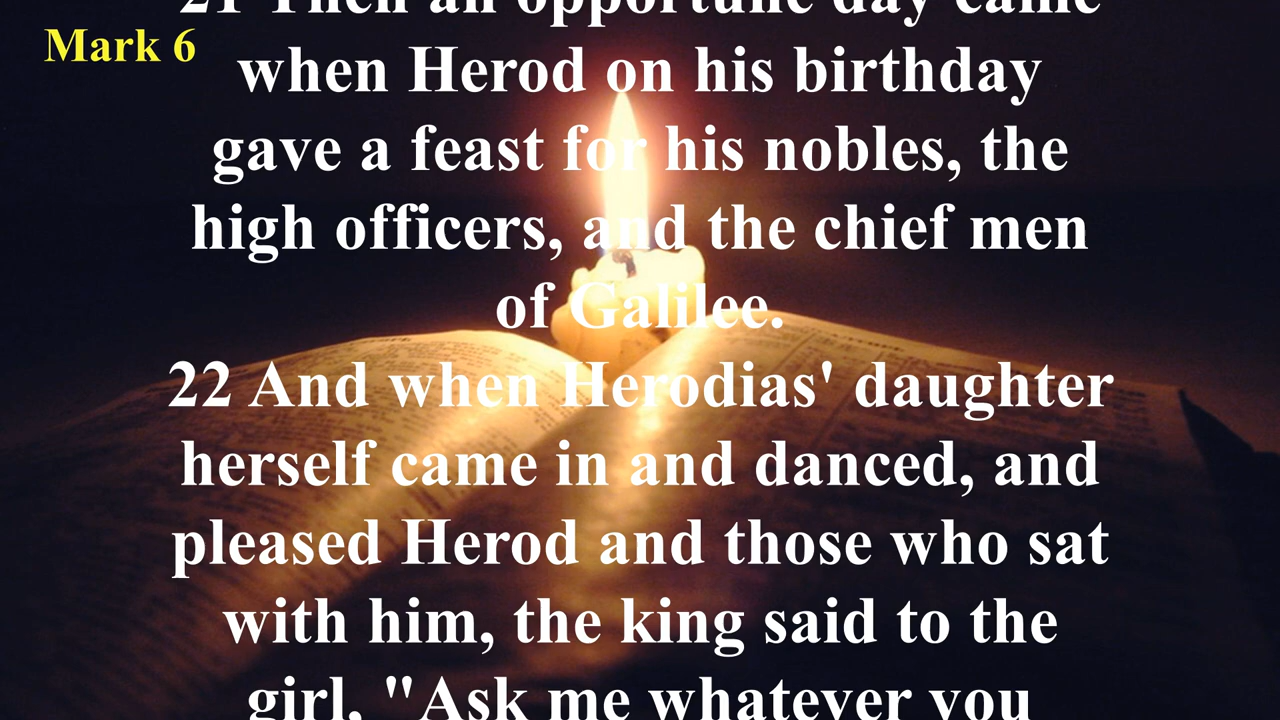 21 Then an opportune day came
Mark 6
when Herod on his birthday
gave a feast for his nobles, the
high officers, and the chief men
of Galilee.
22 And when Herodias' daughter
herself came in and danced, and
pleased Herod and those who sat
with him, the king said to the
girl, "Ask me whatever you